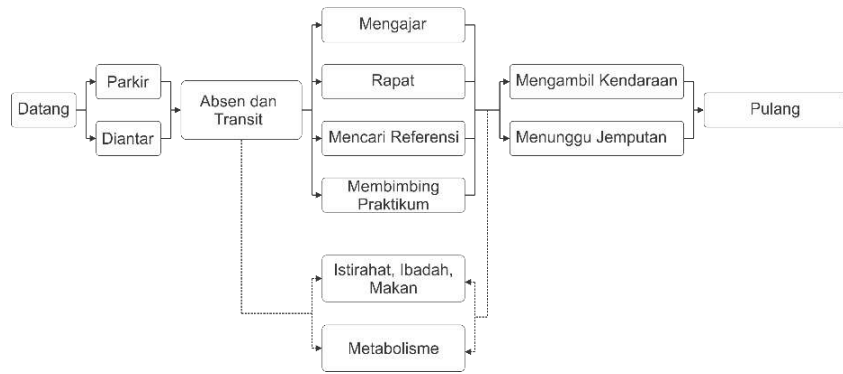 Datang
Parkir
Diantar
Absen dan
Transit
Mengajar
Rapat
Mencari Referensi
Membimbing
Praktikum
Istirahat, Ibadah,
Makan
Metabolisme
Mengambil Kendaraan
Menunggu Jemputan
Pulang